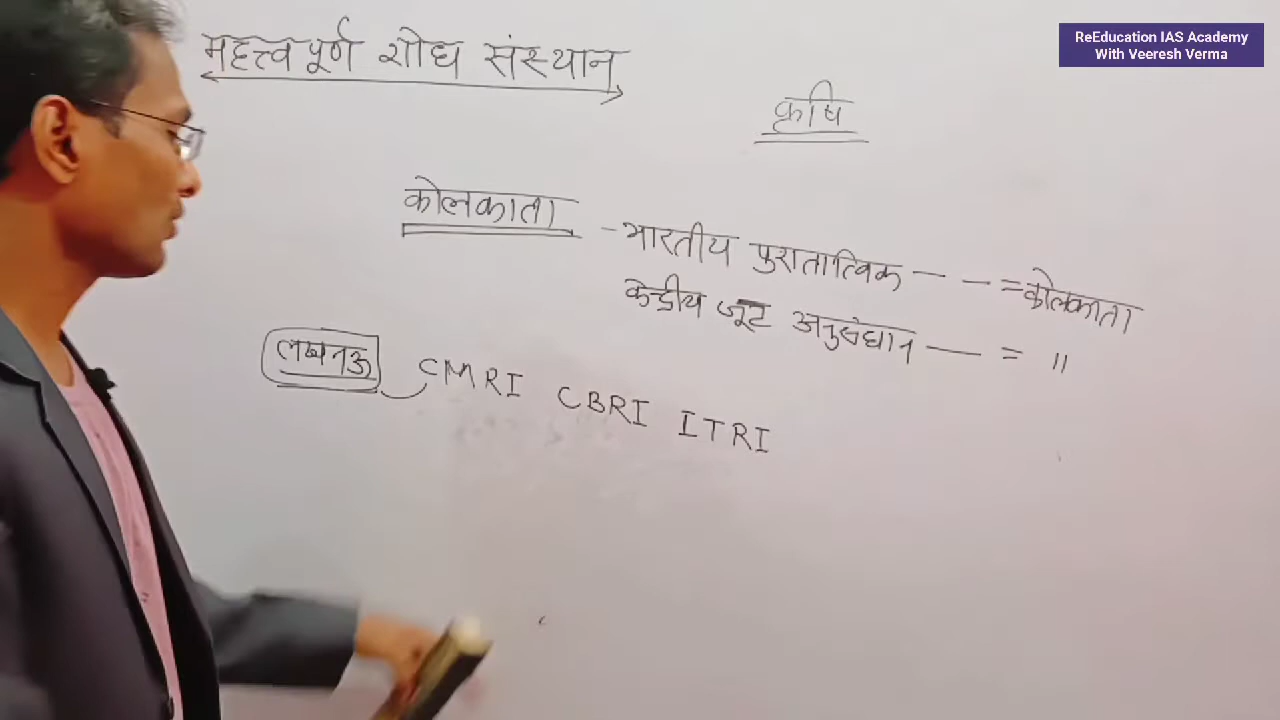 महत्त्वपूर्ण शोध संस्थान
ReEducation IAS Academy
With Veeresh Verma
कृषि
कोलकाता - भारतीय पुरातात्विक — — = कोलकाता
केन्द्रीय जूट अनुसंधान — = "
लखनऊ CMRI CBRI ITRI